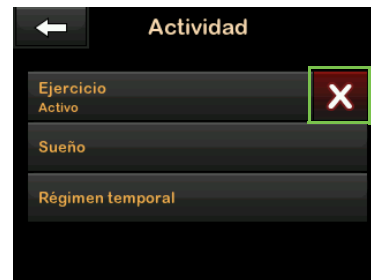 Actividad
Ejercicio
Activo
Sueño
Régimen temporal